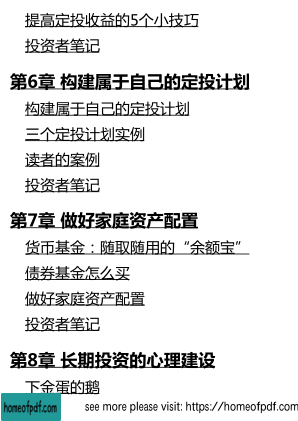 提高定投收益的5个小技巧
投资者笔记
第6章 构建属于自己的定投计划
构建属于自己的定投计划
三个定投计划实例
读者的案例
投资者笔记
第7章 做好家庭资产配置
货币基金：随取随用的“余额宝”
债券基金怎么买
做好家庭资产配置
投资者笔记
第8章 长期投资的心理建设
下金蛋的鹅
homeofpdf.com
see more please visit: https://homeofpdf.com